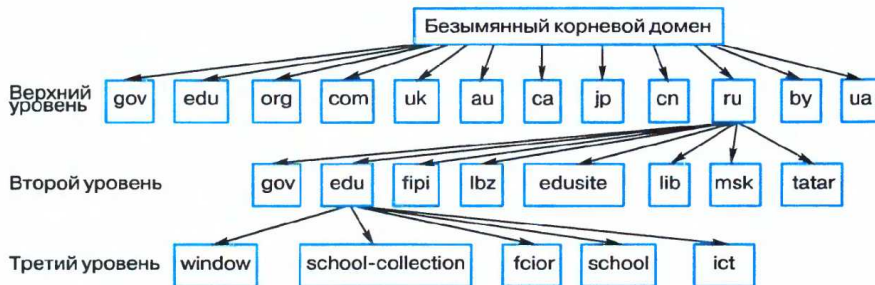 Безымянный корневой домен
Верхний
уровень
gov edu org com uk au ca jp cn ru by ua
Второй уровень gov edu fipi lbz edusite lib msk tatar
Третий уровень window school-collection fcior school ict